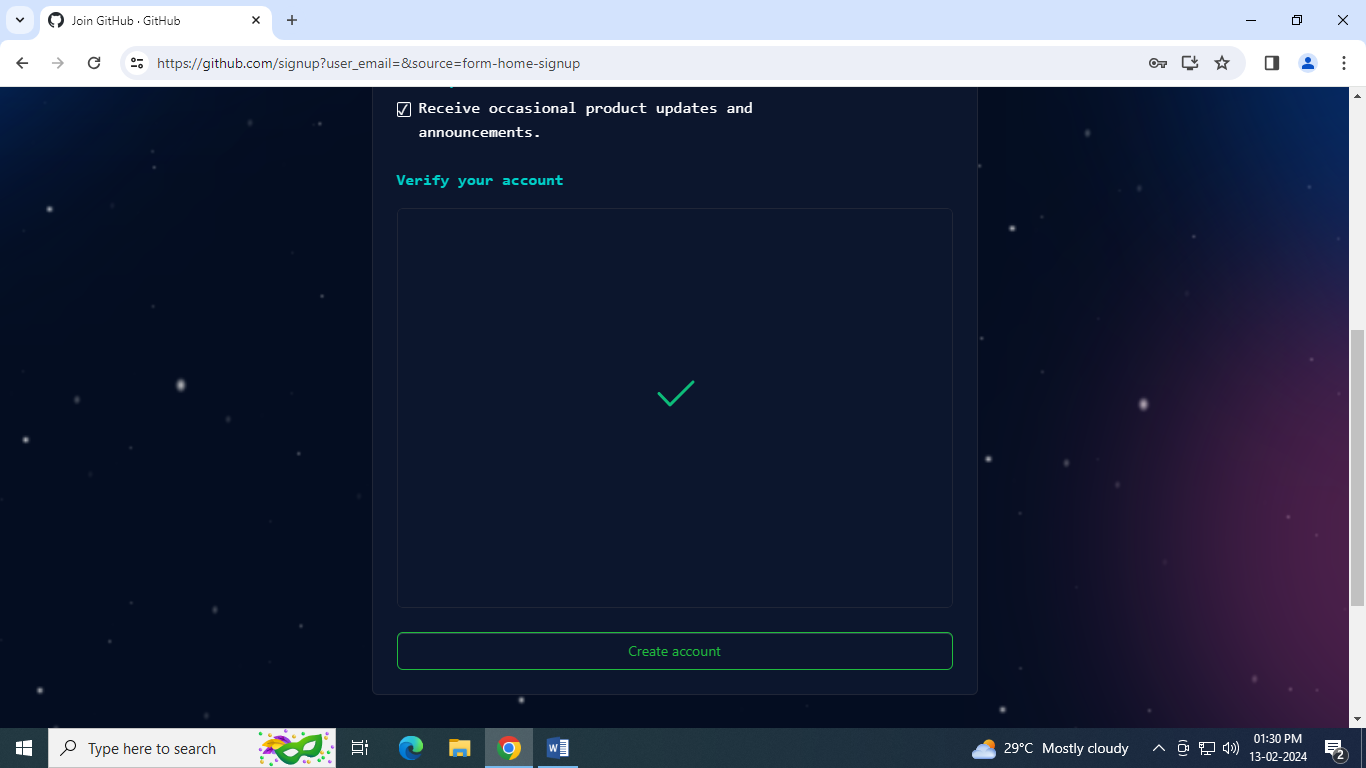 Join GitHub · GitHub
https://github.com/signup?user_email=&source=form-home-signup
Receive occasional product updates and
announcements.
Verify your account
Create account
Type here to search
29°C Mostly cloudy
01:30 PM
13-02-2024
2